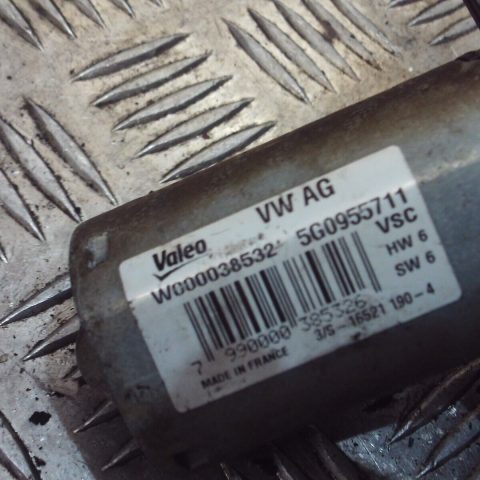 VW AG
Valeo
W000038532 5G0955711
VSC
HW 6
SW 6
7 990000 385326
3/5 - 16521 190 - 4
MADE IN FRANCE